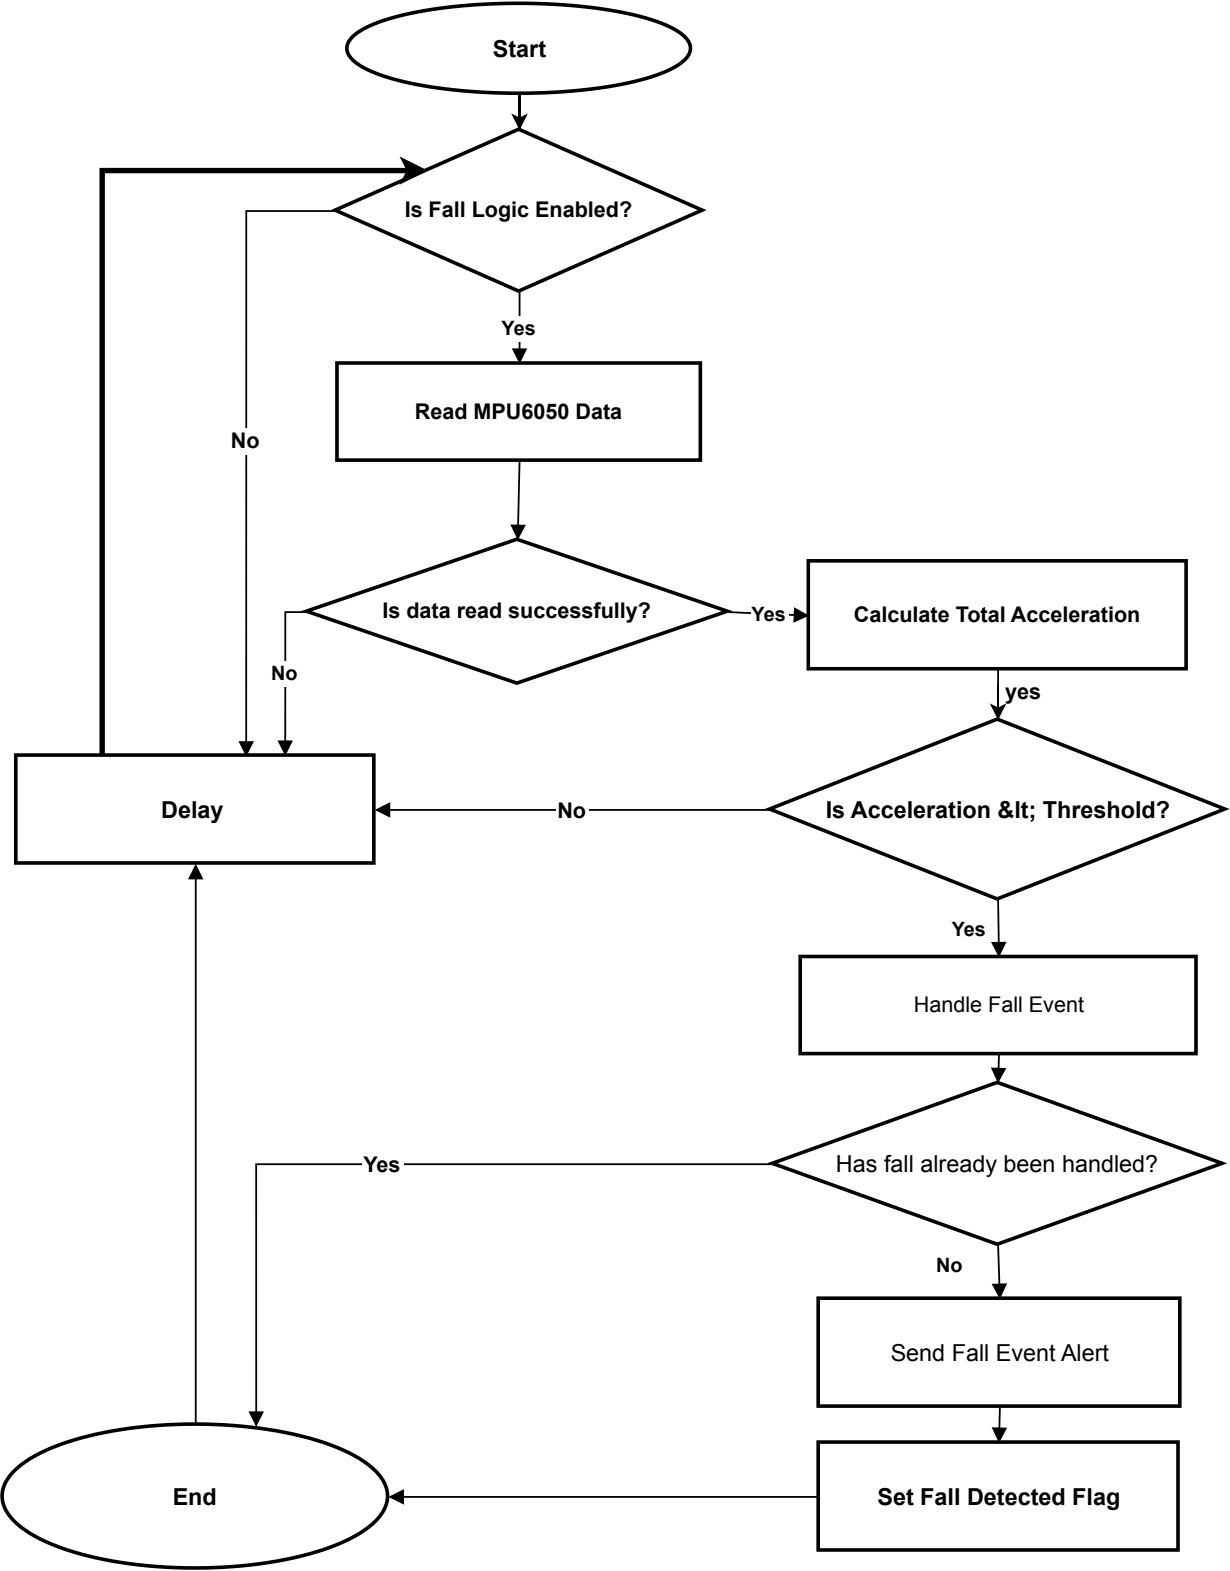 Start
Is Fall Logic Enabled?
Yes
Read MPU6050 Data
No
Is data read successfully?
Yes
Calculate Total Acceleration
No
yes
Delay
No
Is Acceleration &lt; Threshold?
Yes
Handle Fall Event
Yes
Has fall already been handled?
No
Send Fall Event Alert
End
Set Fall Detected Flag